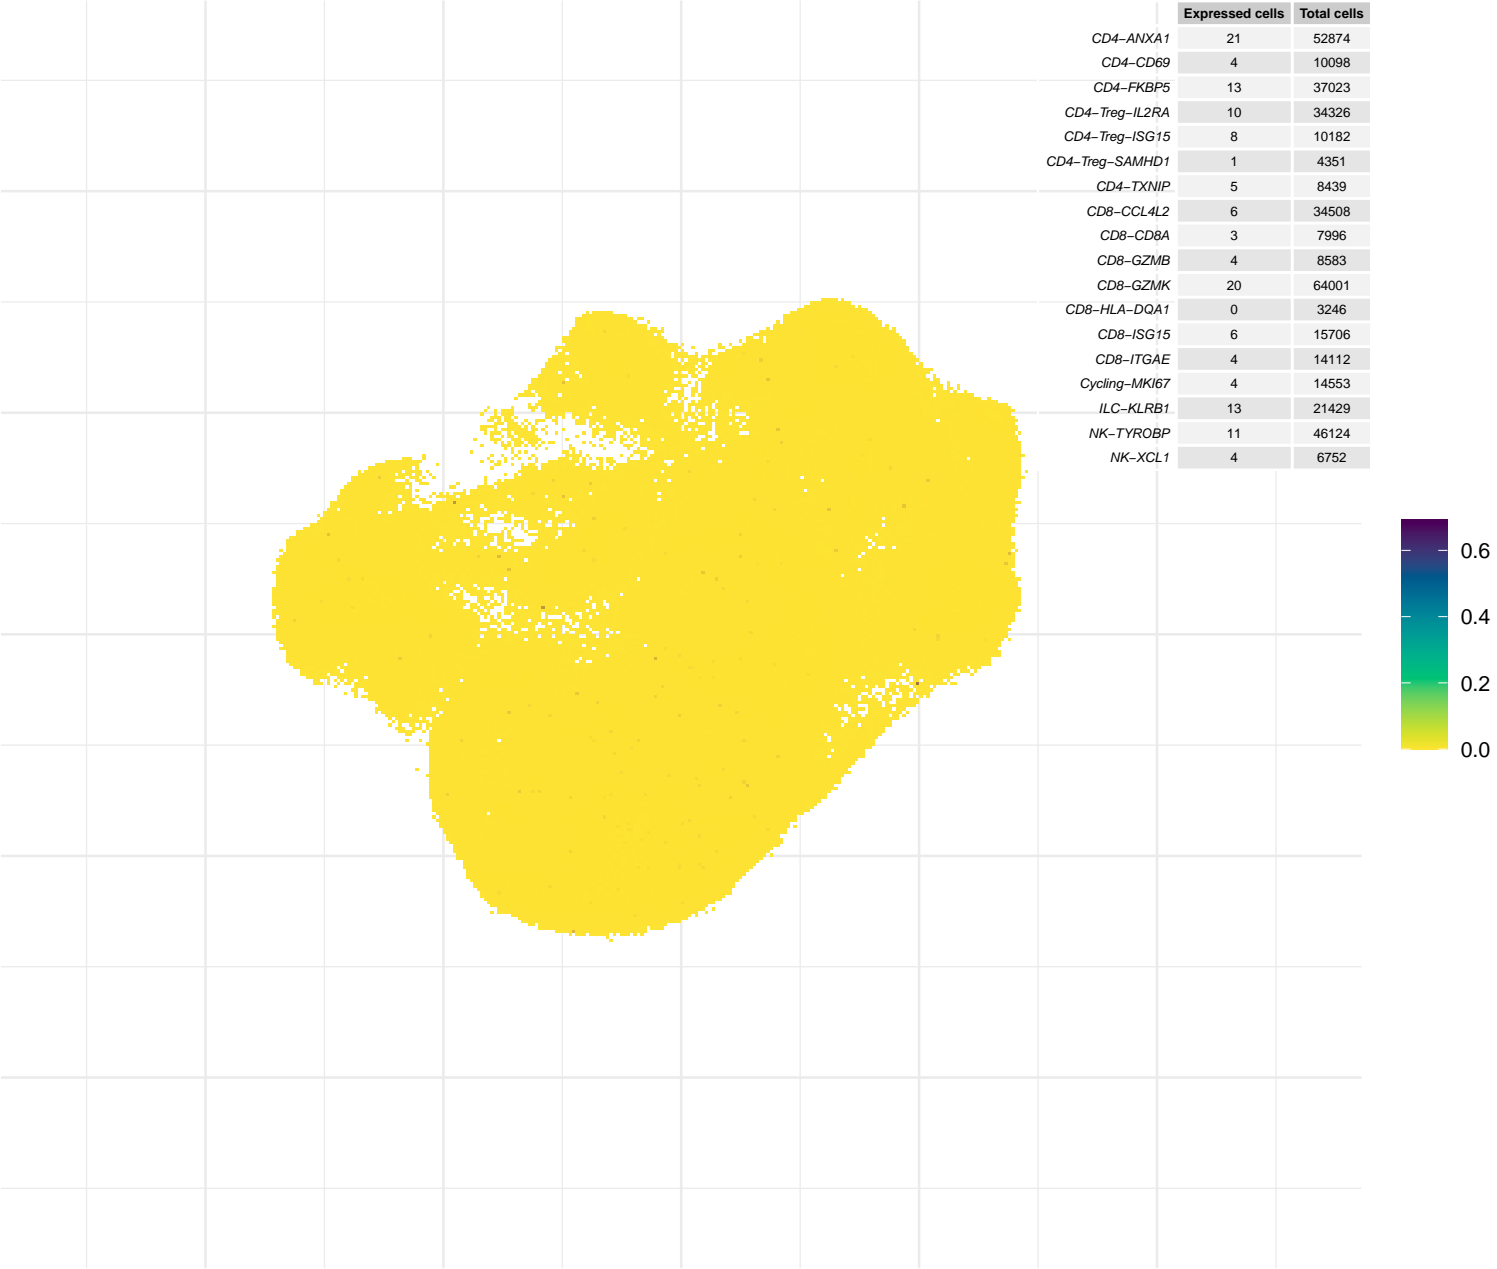 Expressed cells Total cells
CD4−ANXA1 21 52874
CD4−CD69 4 10098
CD4−FKBP5 13 37023
CD4−Treg−IL2RA 10 34326
CD4−Treg−ISG15 8 10182
CD4−Treg−SAMHD1 1 4351
CD4−TXNIP 5 8439
CD8−CCL4L2 6 34508
CD8−CD8A 3 7996
CD8−GZMB 4 8583
CD8−GZMK 20 64001
CD8−HLA−DQA1 0 3246
CD8−ISG15 6 15706
CD8−ITGAE 4 14112
Cycling−MKI67 4 14553
ILC−KLRB1 13 21429
NK−TYROBP 11 46124
NK−XCL1 4 6752
0.6
0.4
0.2
0.0